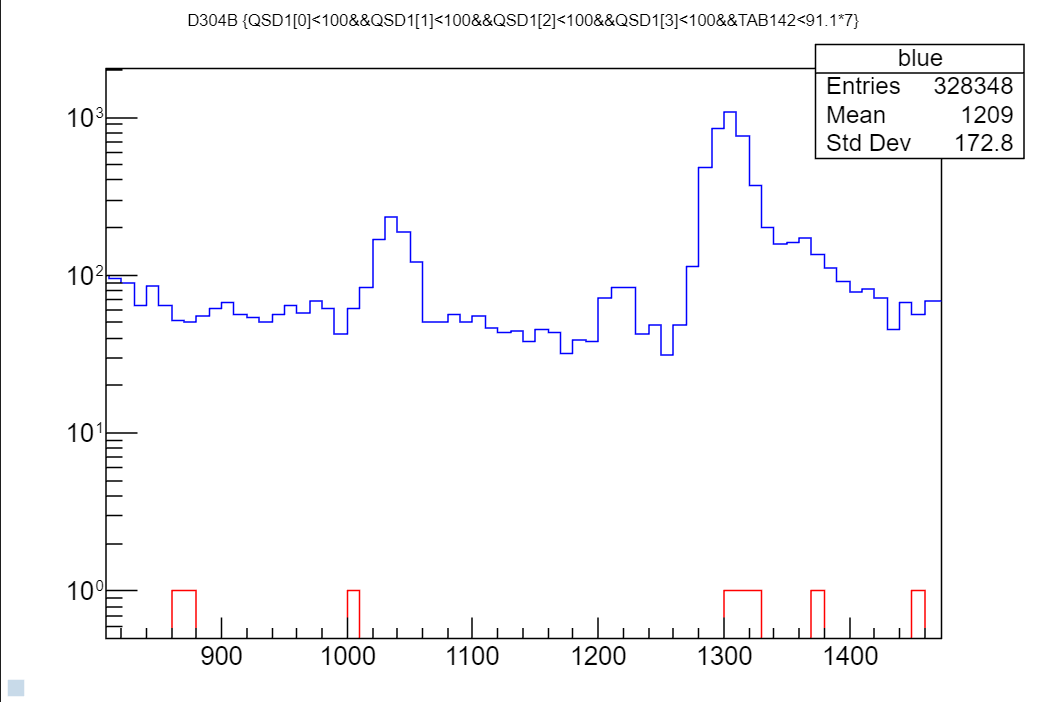 D304B {QSD1[0]<100&&QSD1[1]<100&&QSD1[2]<100&&QSD1[3]<100&&TAB142<91.1*7}
blue
Entries 328348
Mean 1209
Std Dev 172.8
10³
10²
10¹
10⁰
900 1000 1100 1200 1300 1400